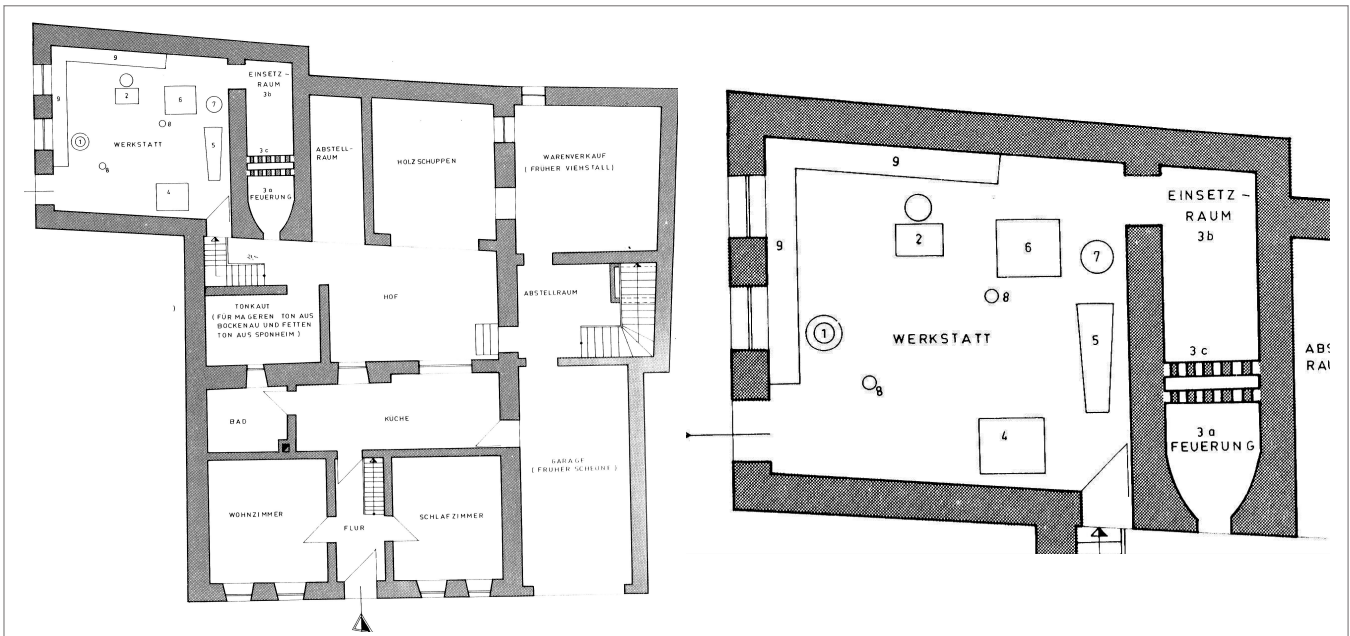 9
EINSETZ-
RAUM
3b
9
2
6
7
8
1
WERKSTATT
5
3c
8
4
3a
FEUERUNG
ABSTELL-
RAUM
HOLZSCHUPPEN
WARENVERKAUF
(FRÜHER VIEHSTALL)
HOF
ABSTELLRAUM
TONKAUT
(FÜR MAGEREN TON AUS
BOCKENAU UND FETTEN
TON AUS SPONHEIM)
)
BAD
KÜCHE
GARAGE
(FRÜHER SCHEUNE)
WOHNZIMMER
FLUR
SCHLAFZIMMER
9
EINSETZ-
RAUM
3b
2
6
7
9
8
1
WERKSTATT
5
3c
ABS
RAU
8
4
3a
FEUERUNG